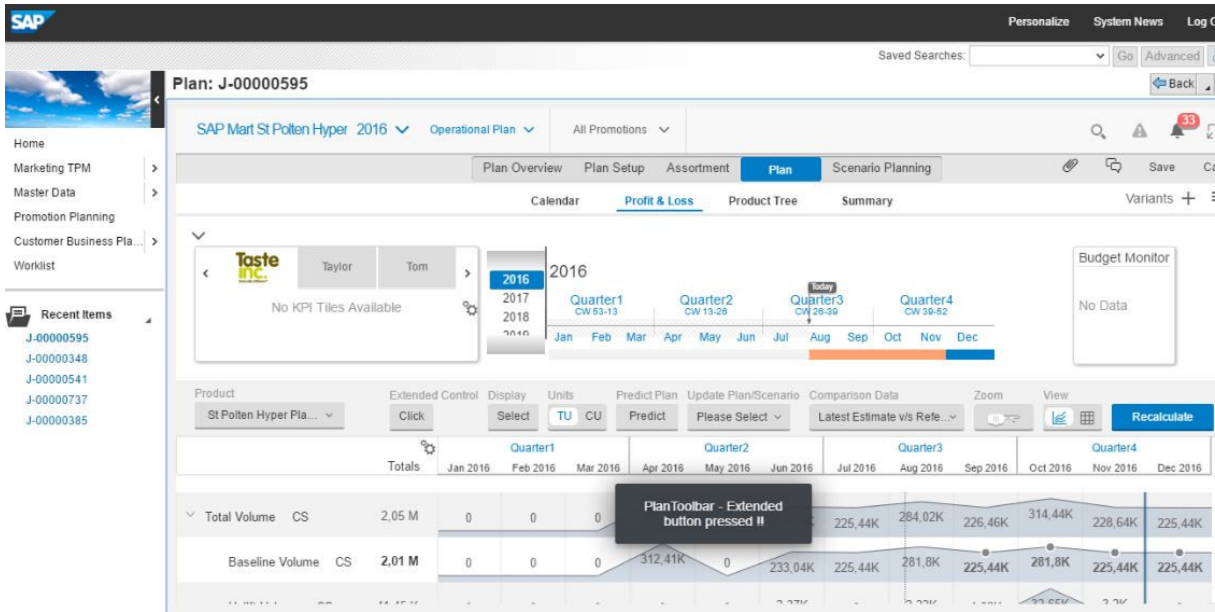 SAP
Personalize System News Log
Saved Searches: Go Advanced
Plan: J-00000595
Back
SAP Mart St Polten Hyper 2016 Operational Plan All Promotions
33
Home
Marketing TPM
Master Data
Promotion Planning
Customer Business Pla...
Worklist
Recent Items
J-00000595
J-00000348
J-00000541
J-00000737
J-00000385
Plan Overview Plan Setup Assortment Plan Scenario Planning
Save
Calendar Profit & Loss Product Tree Summary
Variants
Taste inc.
Taylor Tom
No KPI Tiles Available
2016
2017
2018
2019
2016
Today
Quarter1 Quarter2 Quarter3 Quarter4
CW 53-13 CW 13-26 CW 26-39 CW 39-52
Jan Feb Mar Apr May Jun Jul Aug Sep Oct Nov Dec
Budget Monitor
No Data
Product Extended Control Display Units Predict Plan Update Plan/Scenario Comparison Data Zoom View
St Polten Hyper Pla... Click Select TU CU Predict Please Select Latest Estimate v/s Refe... Recalculate
Quarter1 Quarter2 Quarter3 Quarter4
Totals Jan 2016 Feb 2016 Mar 2016 Apr 2016 May 2016 Jun 2016 Jul 2016 Aug 2016 Sep 2016 Oct 2016 Nov 2016 Dec 2016
PlanToolbar - Extended
button pressed !!
Total Volume CS 2,05 M 0 0 0 225,44K 284,02K 226,46K 314,44K 228,64K 225,44K
Baseline Volume CS 2,01 M 0 0 0 312,41K 0 233,04K 225,44K 281,8K 225,44K 281,8K 225,44K 225,44K